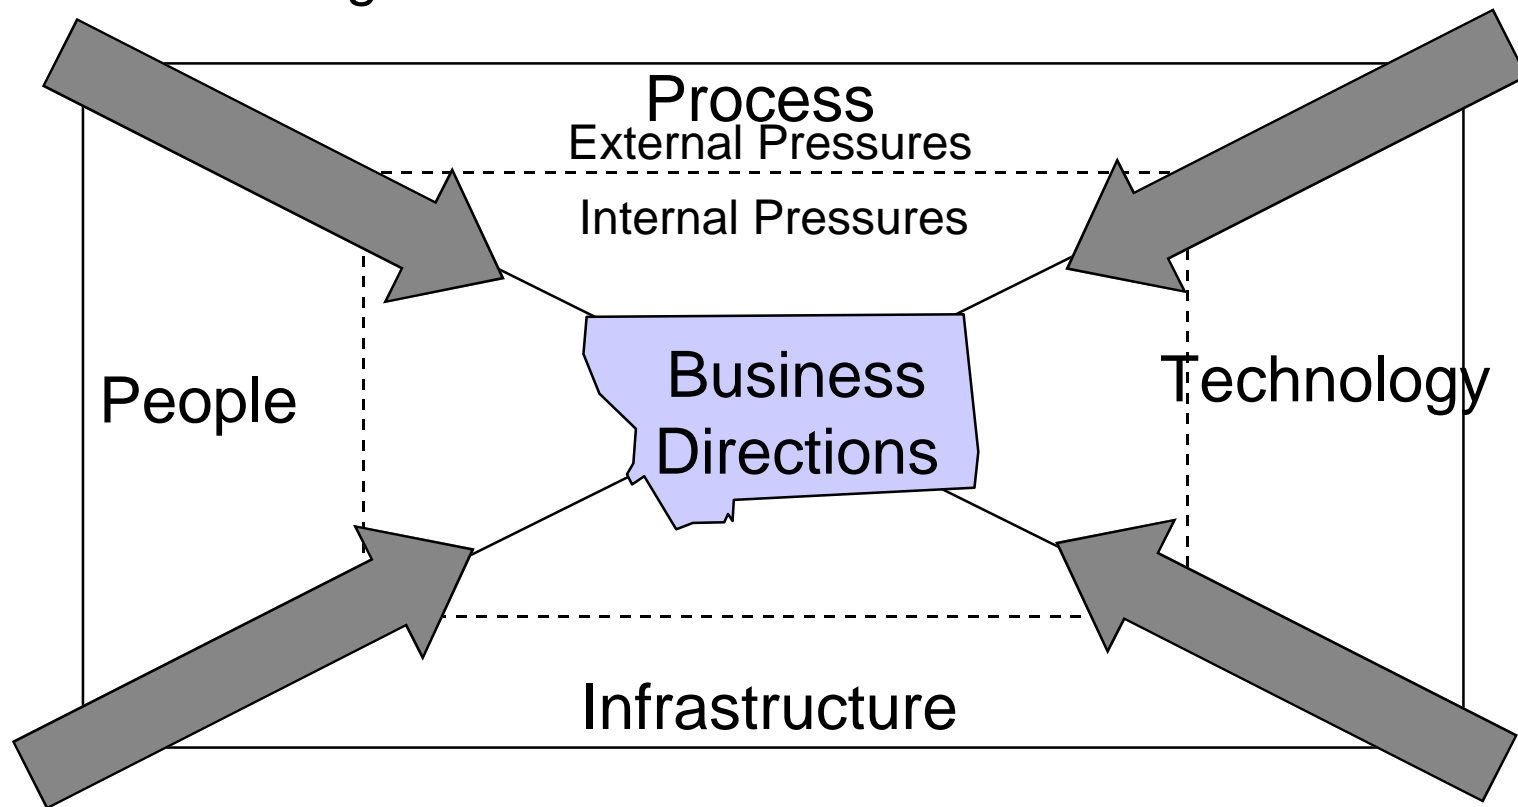 Process
External Pressures
Internal Pressures
Business
Directions
People
Technology
Infrastructure